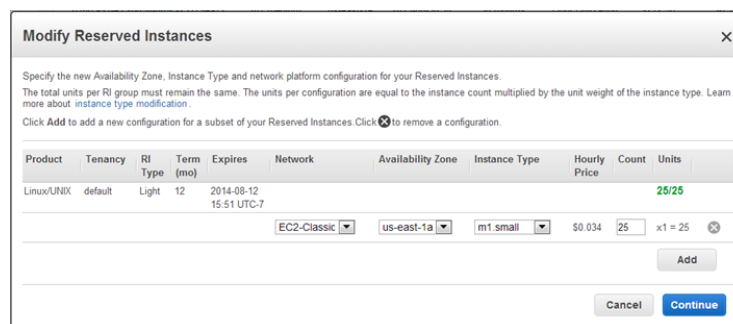 Modify Reserved Instances
Specify the new Availability Zone, Instance Type and network platform configuration for your Reserved Instances.
The total units per RI group must remain the same. The units per configuration are equal to the instance count multiplied by the unit weight of the instance type. Learn
more about instance type modification.
Click Add to add a new configuration for a subset of your Reserved Instances.Click to remove a configuration.
Product Tenancy RI Type Term (mo) Expires Network Availability Zone Instance Type Hourly Price Count Units
Linux/UNIX default Light 12 2014-08-12 15:51 UTC-7 25/25
EC2-Classic us-east-1a m1.small $0.034 25 x1 = 25
Add
Cancel Continue